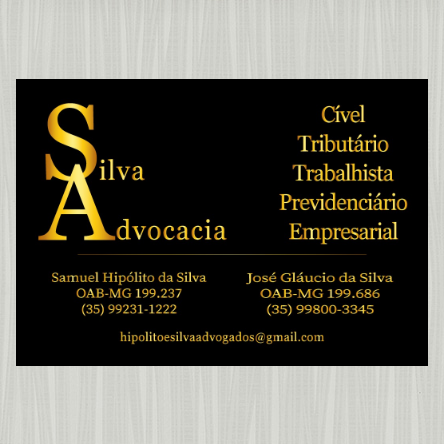 Silva
Advocacia
Cível
Tributário
Trabalhista
Previdenciário
Empresarial
Samuel Hipólito da Silva
OAB-MG 199.237
(35) 99231-1222
José Gláucio da Silva
OAB-MG 199.686
(35) 99800-3345
hipolitoesilvaadvogados@gmail.com